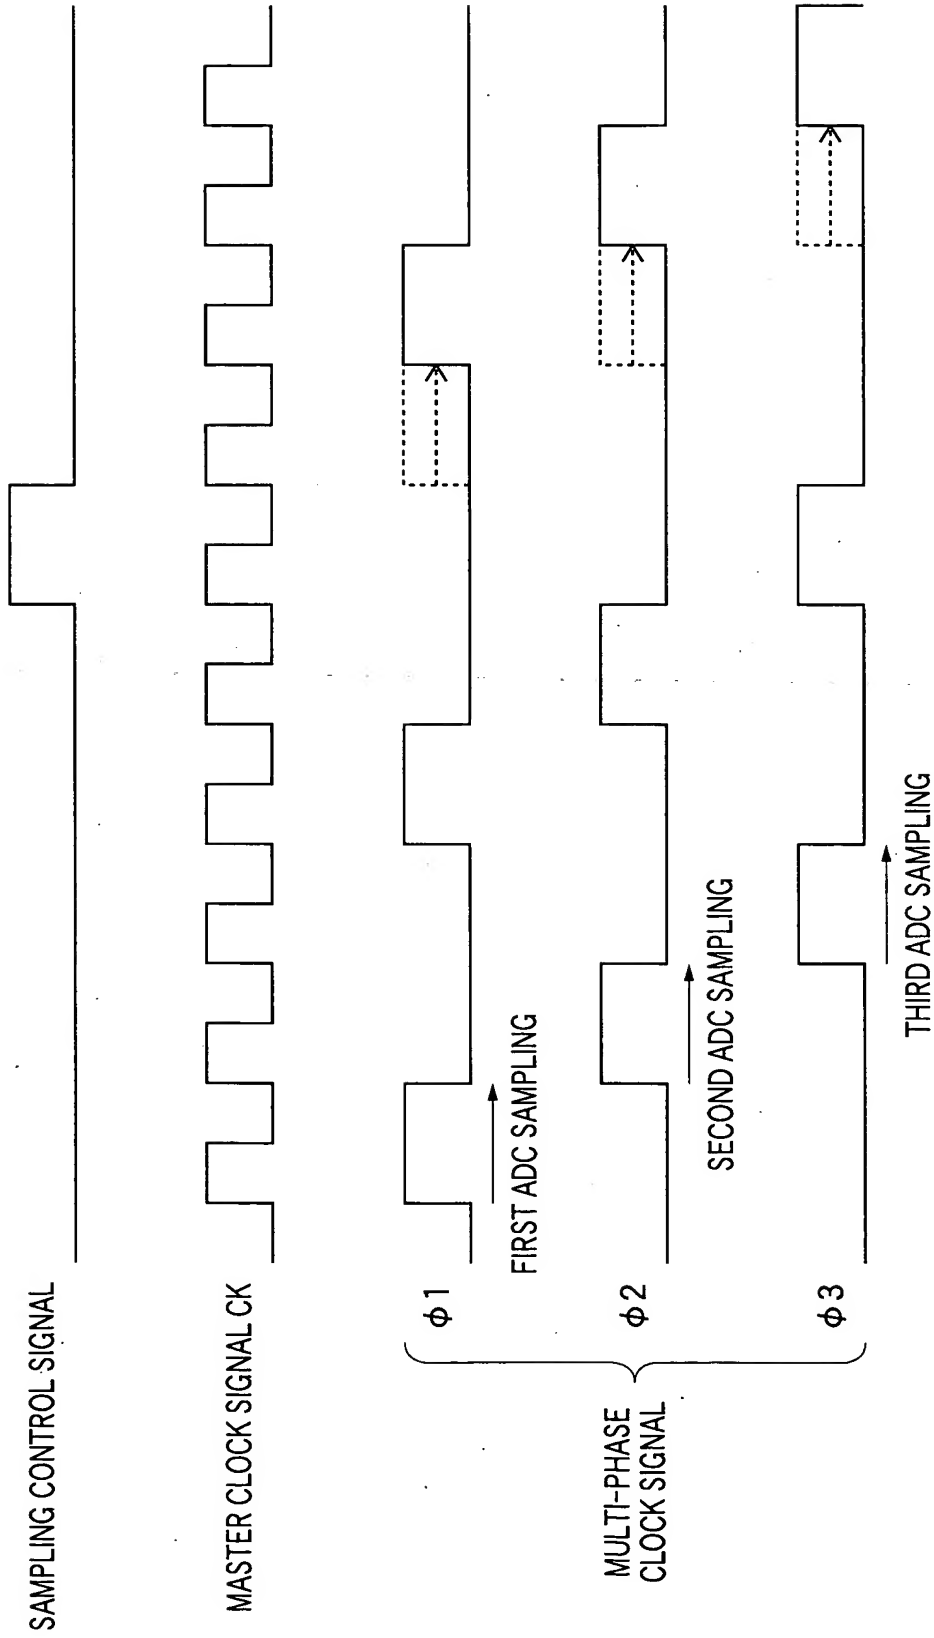 SAMPLING CONTROL SIGNAL
MASTER CLOCK SIGNAL CK
MULTI-PHASE
CLOCK SIGNAL
ϕ1
FIRST ADC SAMPLING
ϕ2
SECOND ADC SAMPLING
ϕ3
THIRD ADC SAMPLING